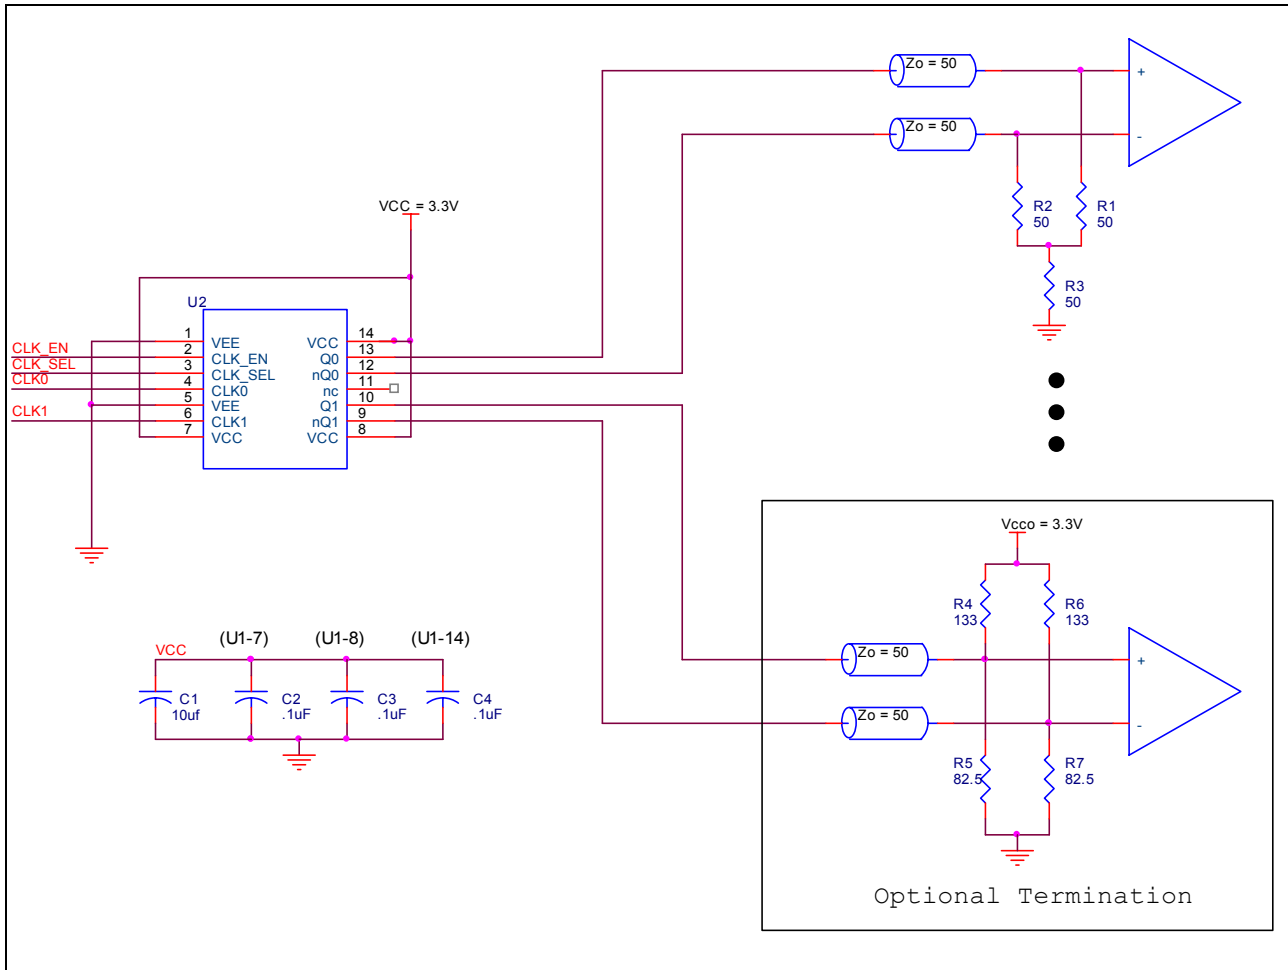 Zo = 50
+
Zo = 50
-
R2
50
R1
50
R3
50
VCC = 3.3V
U2
CLK_EN
CLK_SEL
CLK0
CLK1
1
2
3
4
5
6
7
VEE
CLK_EN
CLK_SEL
CLK0
VEE
CLK1
VCC
VCC
Q0
nQ0
nc
Q1
nQ1
VCC
14
13
12
11
10
9
8
Vcco = 3.3V
R4
133
R6
133
Zo = 50
+
Zo = 50
-
R5
82.5
R7
82.5
Optional Termination
VCC
(U1-7)
(U1-8)
(U1-14)
C1
10uf
C2
.1uF
C3
.1uF
C4
.1uF